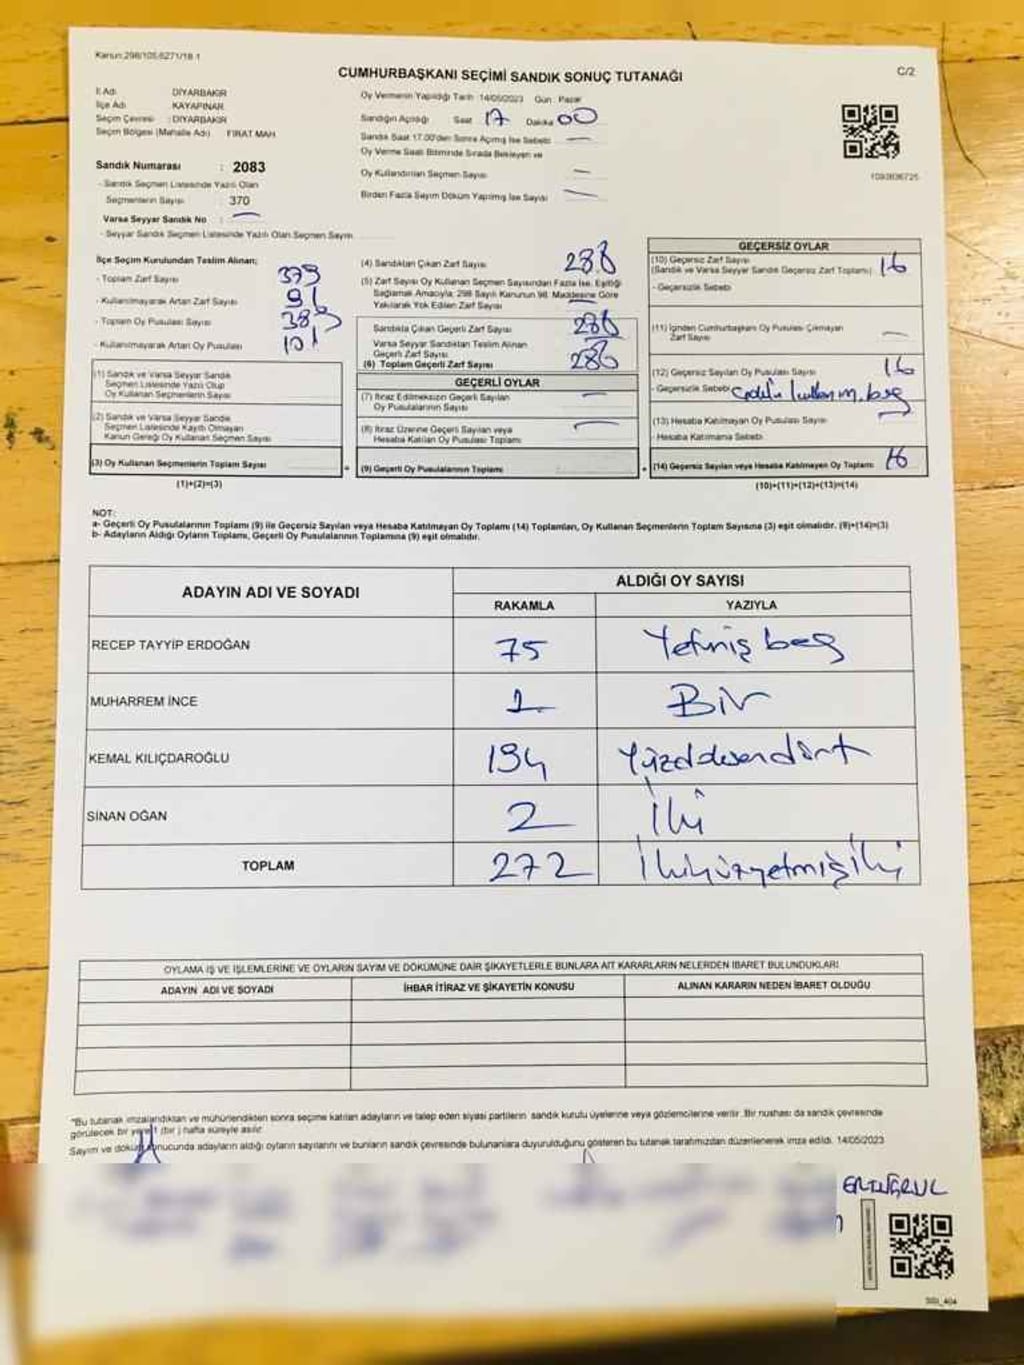 Kanun:298/105,6271/18.1
C/2
CUMHURBAŞKANI SEÇİMİ SANDIK SONUÇ TUTANAĞI
İl Adı DİYARBAKIR
İlçe Adı KAYAPINAR
Seçim Çevresi : DİYARBAKIR
Seçim Bölgesi (Mahalle Adı) FIRAT MAH
Sandık Numarası : 2083
- Sandık Seçmen Listesinde Yazılı Olan
Seçmenlerin Sayısı : 370
Varsa Seyyar Sandık No :
- Seyyar Sandık Seçmen Listesinde Yazılı Olan Seçmen Sayısı
Oy Vermenin Yapıldığı Tarih 14/05/2023 Gün : Pazar
Sandığın Açıldığı Saat 17 Dakika 00
Sandık Saat 17.00'den Sonra Açılmış İse Sebebi
Oy Verme Saati Bitiminde Sırada Bekleyen ve
Oy Kullandırılan Seçmen Sayısı
Birden Fazla Sayım Döküm Yapılmış İse Sayısı
İlçe Seçim Kurulundan Teslim Alınan;
- Toplam Zarf Sayısı
- Kullanılmayarak Artan Zarf Sayısı
- Toplam Oy Pusulası Sayısı
- Kullanılmayarak Artan Oy Pusulası
(1) Sandık ve Varsa Seyyar Sandık
Seçmen Listesinde Yazılı Olup
Oy Kullanan Seçmenlerin Sayısı
(2) Sandık ve Varsa Seyyar Sandık
Seçmen Listesinde Kayıtlı Olmayan
Kanun Gereği Oy Kullanan Seçmen Sayısı
(3) Oy Kullanan Seçmenlerin Toplam Sayısı
(1)+(2)=(3)
(4) Sandıktan Çıkan Zarf Sayısı 288
(5) Zarf Sayısı Oy Kullanan Seçmen Sayısından Fazla İse, Eşitliği
Sağlamak Amacıyla, 298 Sayılı Kanunun 98. Maddesine Göre
Yakılarak Yok Edilen Zarf Sayısı
Sandıkta Çıkan Geçerli Zarf Sayısı 288
Varsa Seyyar Sandıktan Teslim Alınan
Geçerli Zarf Sayısı
(6) Toplam Geçerli Zarf Sayısı 288
GEÇERLİ OYLAR
(7) İtiraz Edilmeksizin Geçerli Sayılan
Oy Pusulalarının Sayısı
(8) İtiraz Üzerine Geçerli Sayılan veya
Hesaba Katılan Oy Pusulası Toplamı
(9) Geçerli Oy Pusulalarının Toplamı
GEÇERSİZ OYLAR
(10) Geçersiz Zarf Sayısı 16
(Sandık ve Varsa Seyyar Sandık Geçersiz Zarf Toplamı)
- Geçersizlik Sebebi
(11) İçinden Cumhurbaşkanı Oy Pusulası Çıkmayan
Zarf Sayısı
(12) Geçersiz Sayılan Oy Pusulası Sayısı 16
- Geçersizlik Sebebi
(13) Hesaba Katılmayan Oy Pusulası Sayısı
- Hesaba Katılmama Sebebi
(14) Geçersiz Sayılan veya Hesaba Katılmayan Oy Toplamı 16
(10)+(11)+(12)+(13)=(14)
NOT:
a- Geçerli Oy Pusulalarının Toplamı (9) ile Geçersiz Sayılan veya Hesaba Katılmayan Oy Toplamı (14) Toplamları, Oy Kullanan Seçmenlerin Toplam Sayısına (3) eşit olmalıdır. (9)+(14)=(3)
b- Adayların Aldığı Oyların Toplamı, Geçerli Oy Pusulalarının Toplamına (9) eşit olmalıdır.
ADAYIN ADI VE SOYADI
ALDIĞI OY SAYISI
RAKAMLA YAZIYLA
RECEP TAYYİP ERDOĞAN 75 Yetmiş beş
MUHARREM İNCE 1 Bir
KEMAL KILIÇDAROĞLU 194
SİNAN OĞAN 2 İki
TOPLAM 272 İkiyüzyetmişiki
OYLAMA İŞ VE İŞLEMLERİNE VE OYLARIN SAYIM VE DÖKÜMÜNE DAİR ŞİKAYETLERLE BUNLARA AİT KARARLARIN NELERDEN İBARET BULUNDUKLARI
ADAYIN ADI VE SOYADI İHBAR İTİRAZ VE ŞİKAYETİN KONUSU ALINAN KARARIN NEDEN İBARET OLDUĞU
"Bu tutanak imzalandıktan ve mühürlendikten sonra seçime katılan adayların ve talep eden siyasi partilerin sandık kurulu üyelerine veya gözlemcilerine verilir. Bir nüshası da sandık çevresinde
görülecek bir yere 1 (bir ) hafta süreyle asılır.
Sayım ve döküm sonucunda adayların aldığı oyların sayılarını ve bunların sandık çevresinde bulunanlara duyurulduğunu gösteren bu tutanak tarafımızdan düzenlenerek imza edildi. 14/05/2023